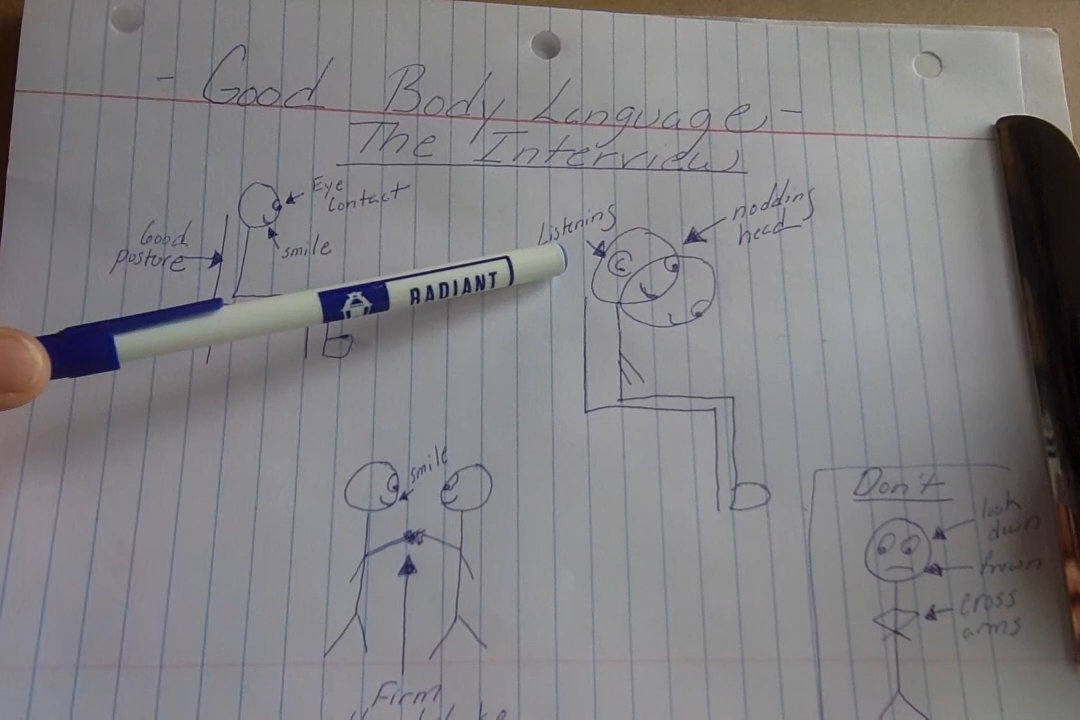 - Good Body Language -
The Interview
Eye
contact
Good
posture
smile
Listening
nodding
head
RADIANT
smile
Firm
Don't
look
down
frown
cross
arms